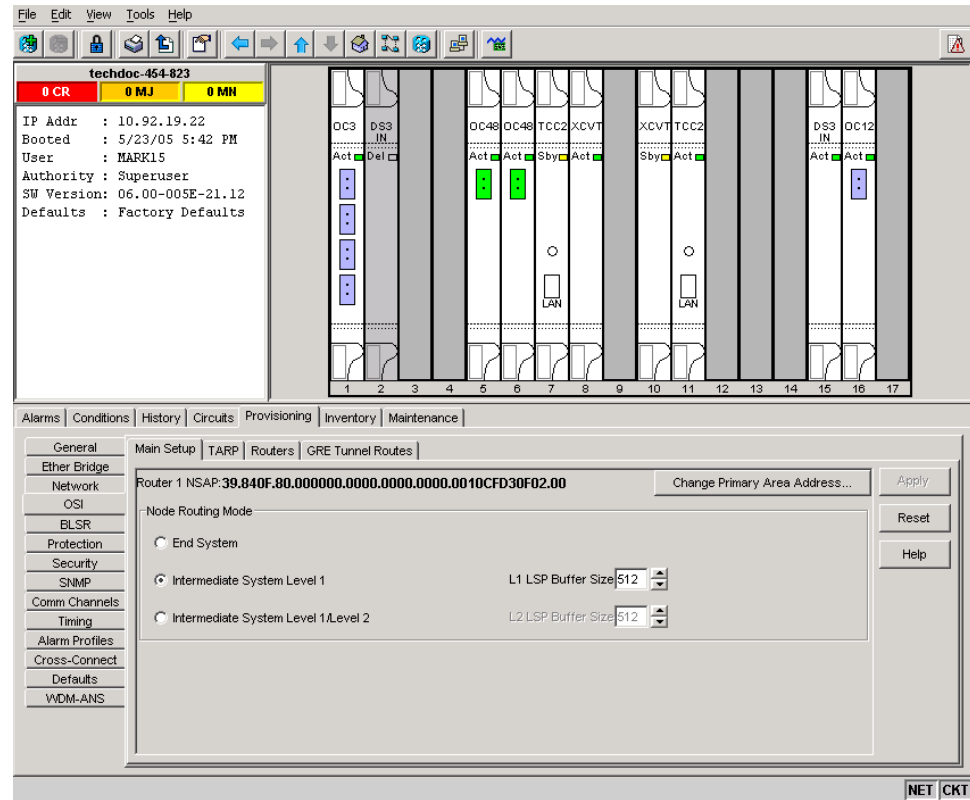 File Edit View Tools Help
techdoc-454-823
0 CR 0 MJ 0 MN
IP Addr : 10.92.19.22
Booted : 5/23/05 5:42 PM
User : MARK15
Authority : Superuser
SW Version: 06.00-005E-21.12
Defaults : Factory Defaults
OC3 DS3 IN OC48 OC48 TCC2 XCVT XCVT TCC2 DS3 IN OC12
Act Del Act Act Sby Act Sby Act Act Act
LAN LAN
1 2 3 4 5 6 7 8 9 10 11 12 13 14 15 16 17
Alarms Conditions History Circuits Provisioning Inventory Maintenance
General
Ether Bridge
Network
OSI
BLSR
Protection
Security
SNMP
Comm Channels
Timing
Alarm Profiles
Cross-Connect
Defaults
WDM-ANS
Main Setup TARP Routers GRE Tunnel Routes
Router 1 NSAP:39.840F.80.000000.0000.0000.0000.0010CFD30F02.00 Change Primary Area Address...
Node Routing Mode
End System
Intermediate System Level 1 L1 LSP Buffer Size 512
Intermediate System Level 1/Level 2 L2 LSP Buffer Size 512
Apply
Reset
Help
NET CKT